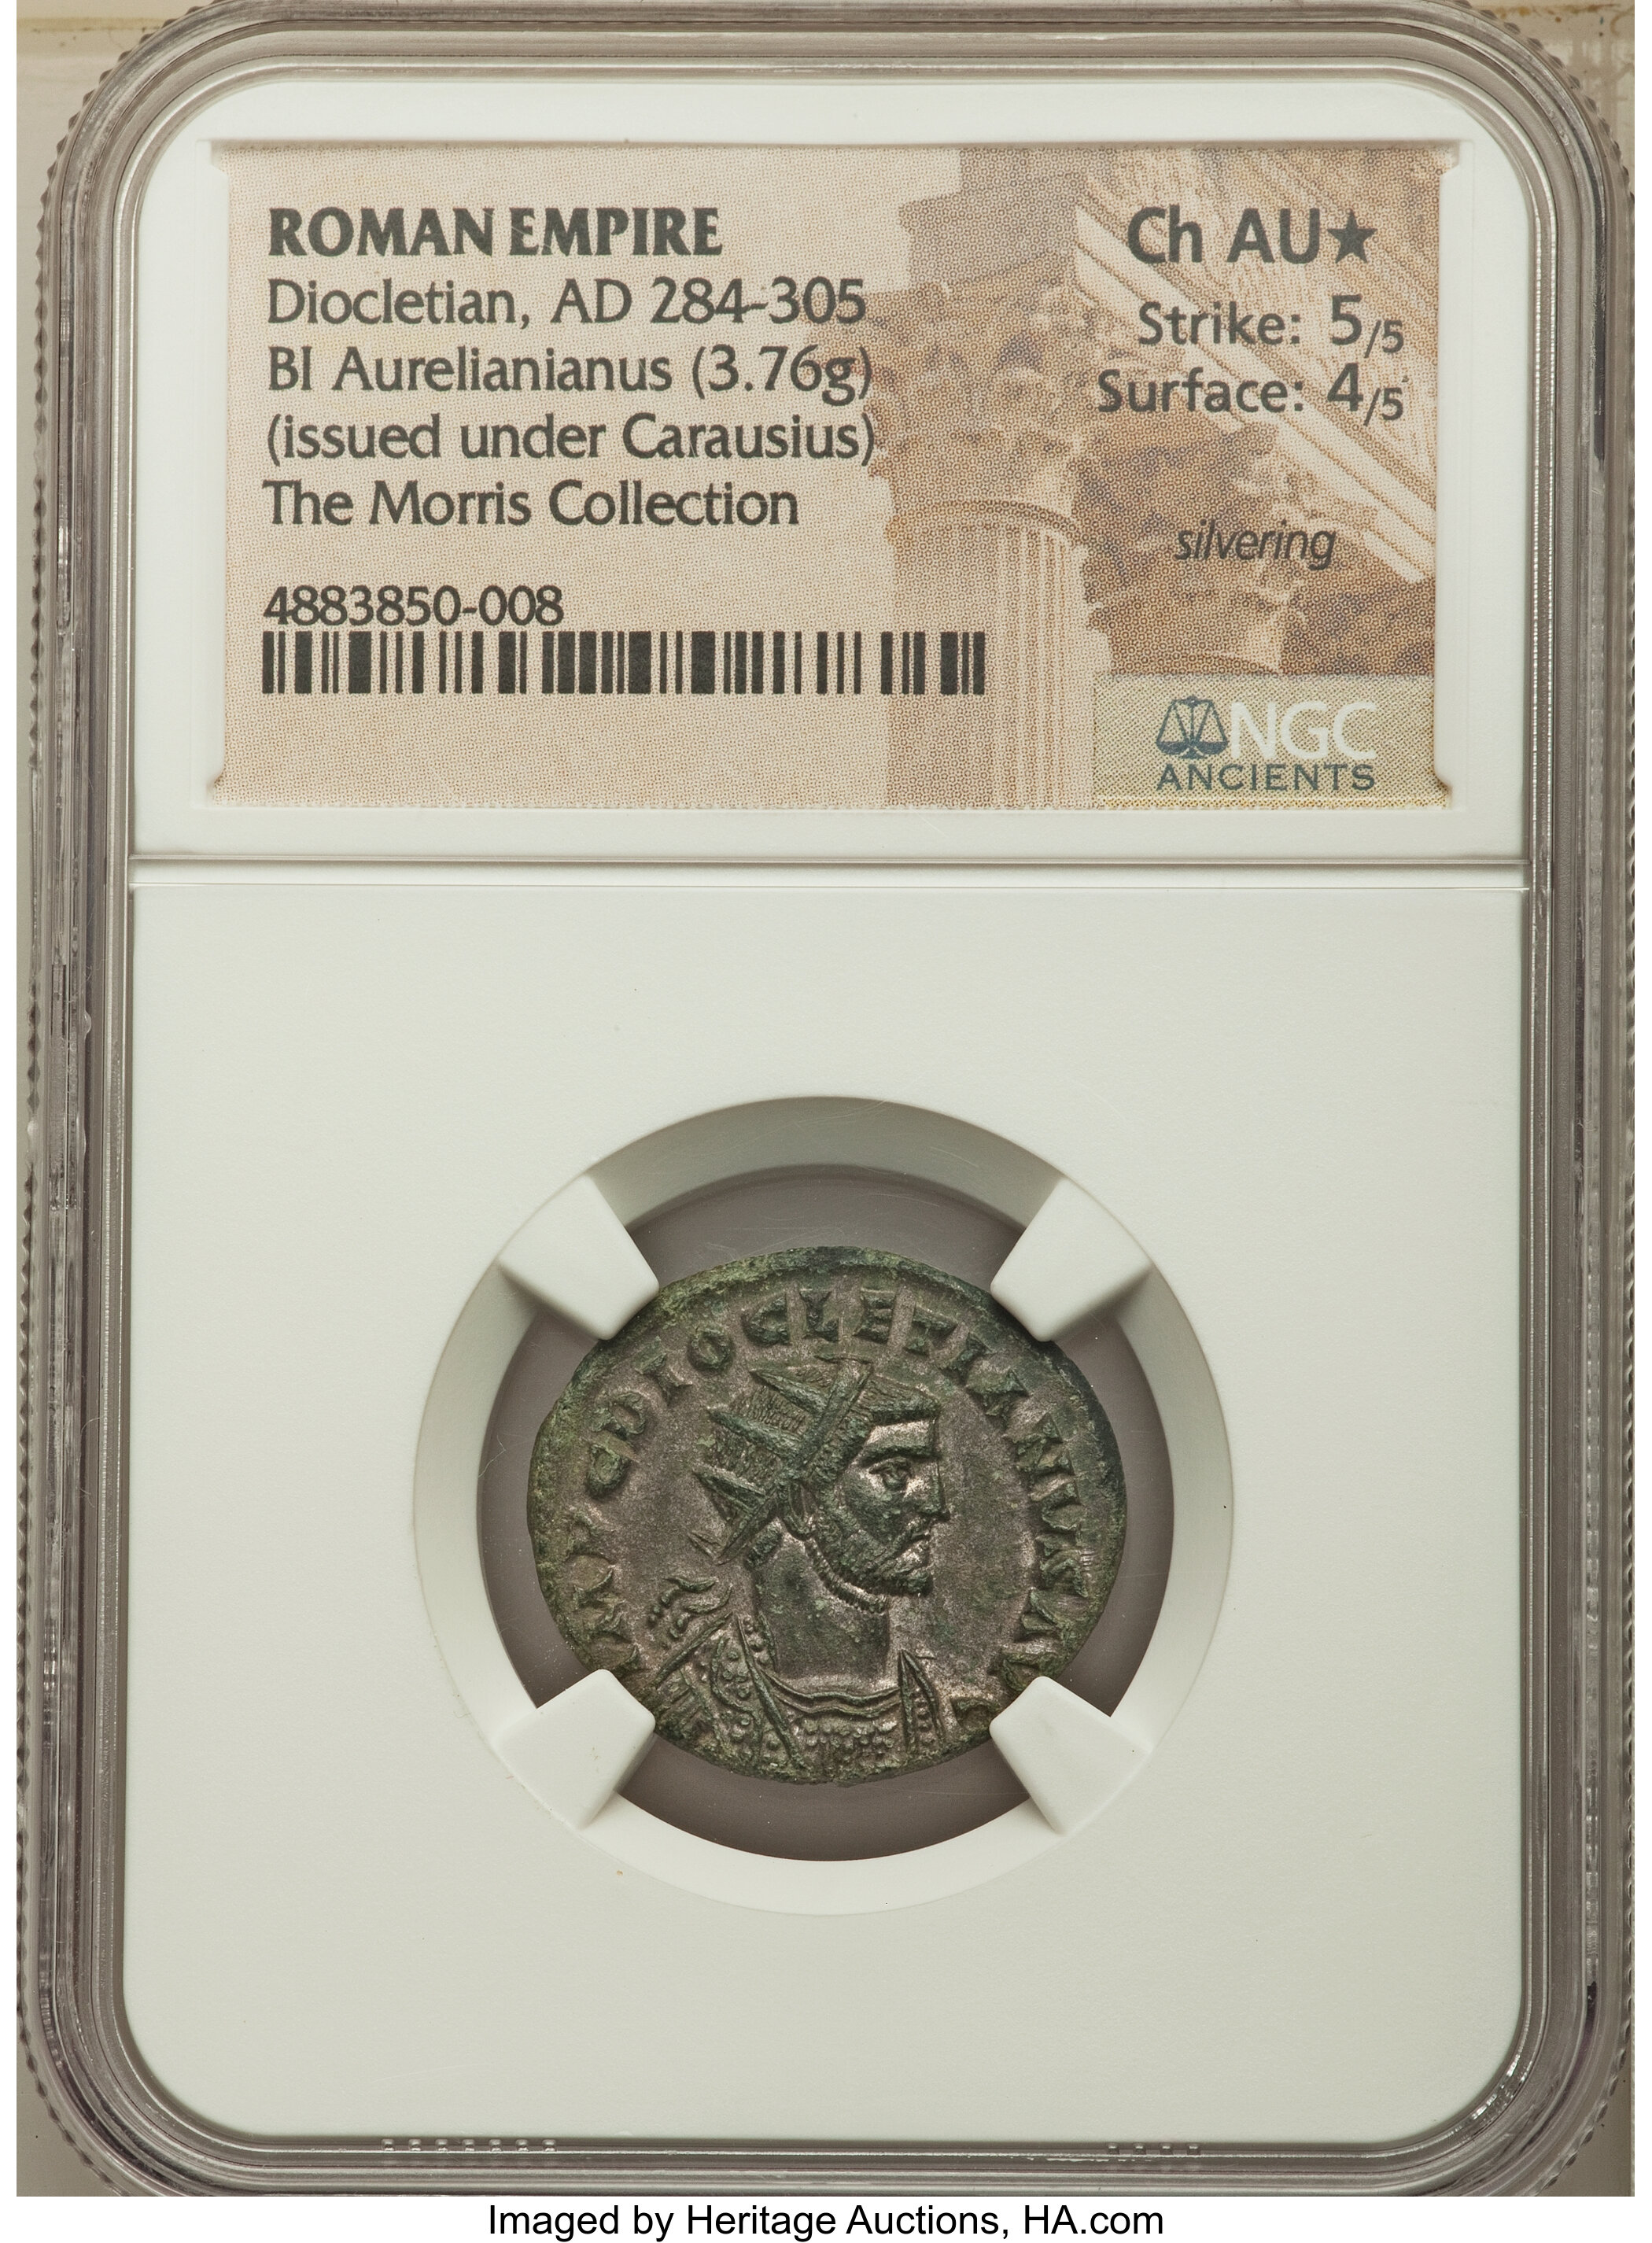 ROMAN EMPIRE
Diocletian, AD 284-305
BI Aurelianianus (3.76g)
(issued under Carausius)
The Morris Collection
4883850-008
Ch AU★
Strike: 5/5
Surface: 4/5
silvering
NGC
ANCIENTS
IMP C DIOCLETIANVS AV
Imaged by Heritage Auctions, HA.com